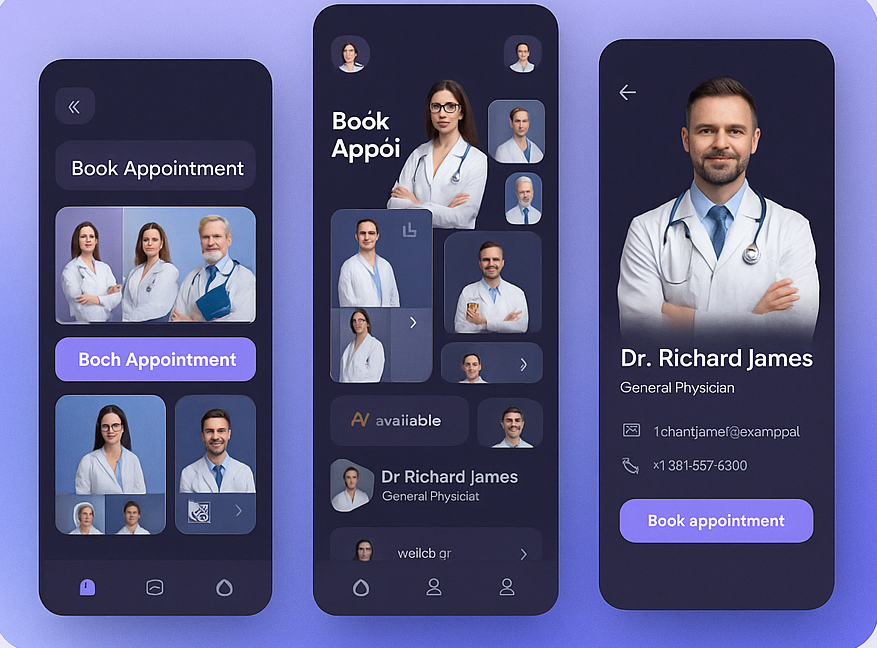 Book Appointment
Boch Appointment
Boók
Appói
AV avaiiable
Dr Richard James
General Physiciat
weilcb gr
Dr. Richard James
General Physician
1chantjamef@examppal
×1 381-557-6300
Book appointment